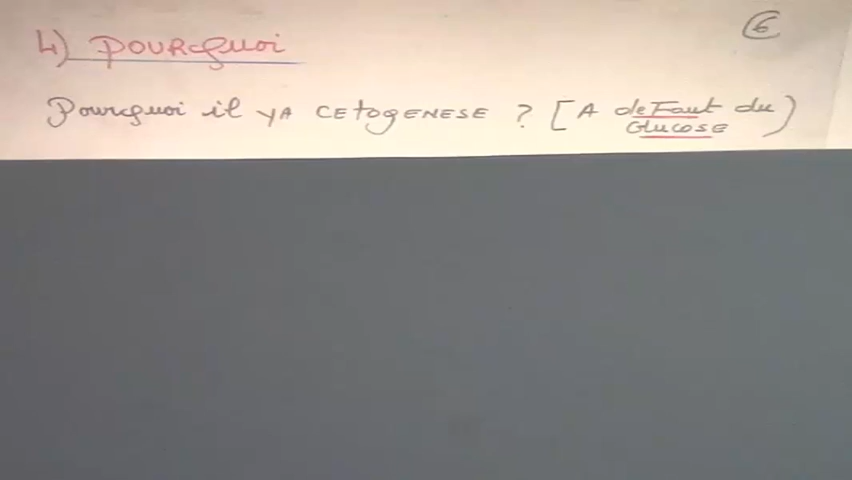 6
4) POURQUOI
Pourquoi il YA CETOGENESE ? [A deFaut du)
Glucose